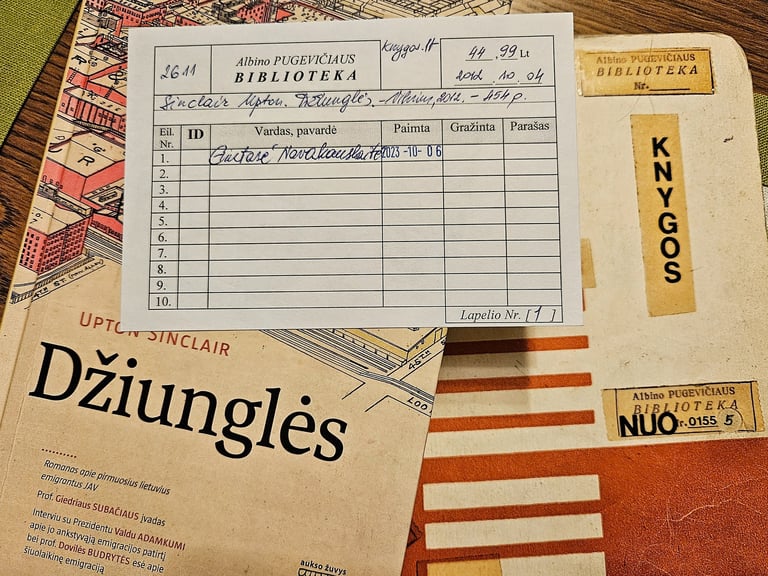 2611
Albino PUGEVIČIAUS
BIBLIOTEKA
knygos.lt
44.99 Lt
2012.10.04
Sinclair Upton. Džiunglės, – Vilnius, 2012. – 454 p.
Eil. Nr. ID Vardas, pavardė Paimta Gražinta Parašas
1. Gintarė 2023-10-06
2.
3.
4.
5.
6.
7.
8.
9.
10.
Lapelio Nr. [1]
UPTON SINCLAIR
Džiunglės
Romanas apie pirmuosius lietuvius
emigrantus JAV
Prof. Giedriaus SUBAČIAUS įvadas
Interviu su Prezidentu Valdu ADAMKUMI
apie jo ankstyvąją emigracijos patirtį
bei prof. Dovilės BUDRYTĖS esė apie
šiuolaikinę emigraciją
aukso žuvys
R
R
45TH
Albino PUGEVIČIAUS
BIBLIOTEKA
Nr.
KNYGOS
Albino PUGEVIČIAUS
BIBLIOTEKA
NUO Nr. 0155 5